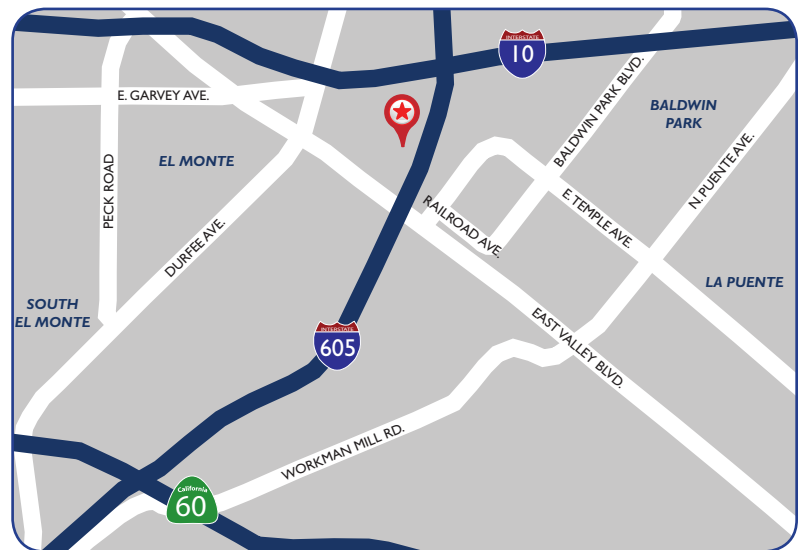 INTERSTATE
10
E. GARVEY AVE.
BALDWIN PARK BLVD.
BALDWIN
PARK
EL MONTE
PECK ROAD
N. PUENTE AVE.
DURFEE AVE.
RAILROAD AVE.
E TEMPLE AVE.
LA PUENTE
SOUTH
EL MONTE
INTERSTATE
605
EAST VALLEY BLVD.
WORKMAN MILL RD.
California
60